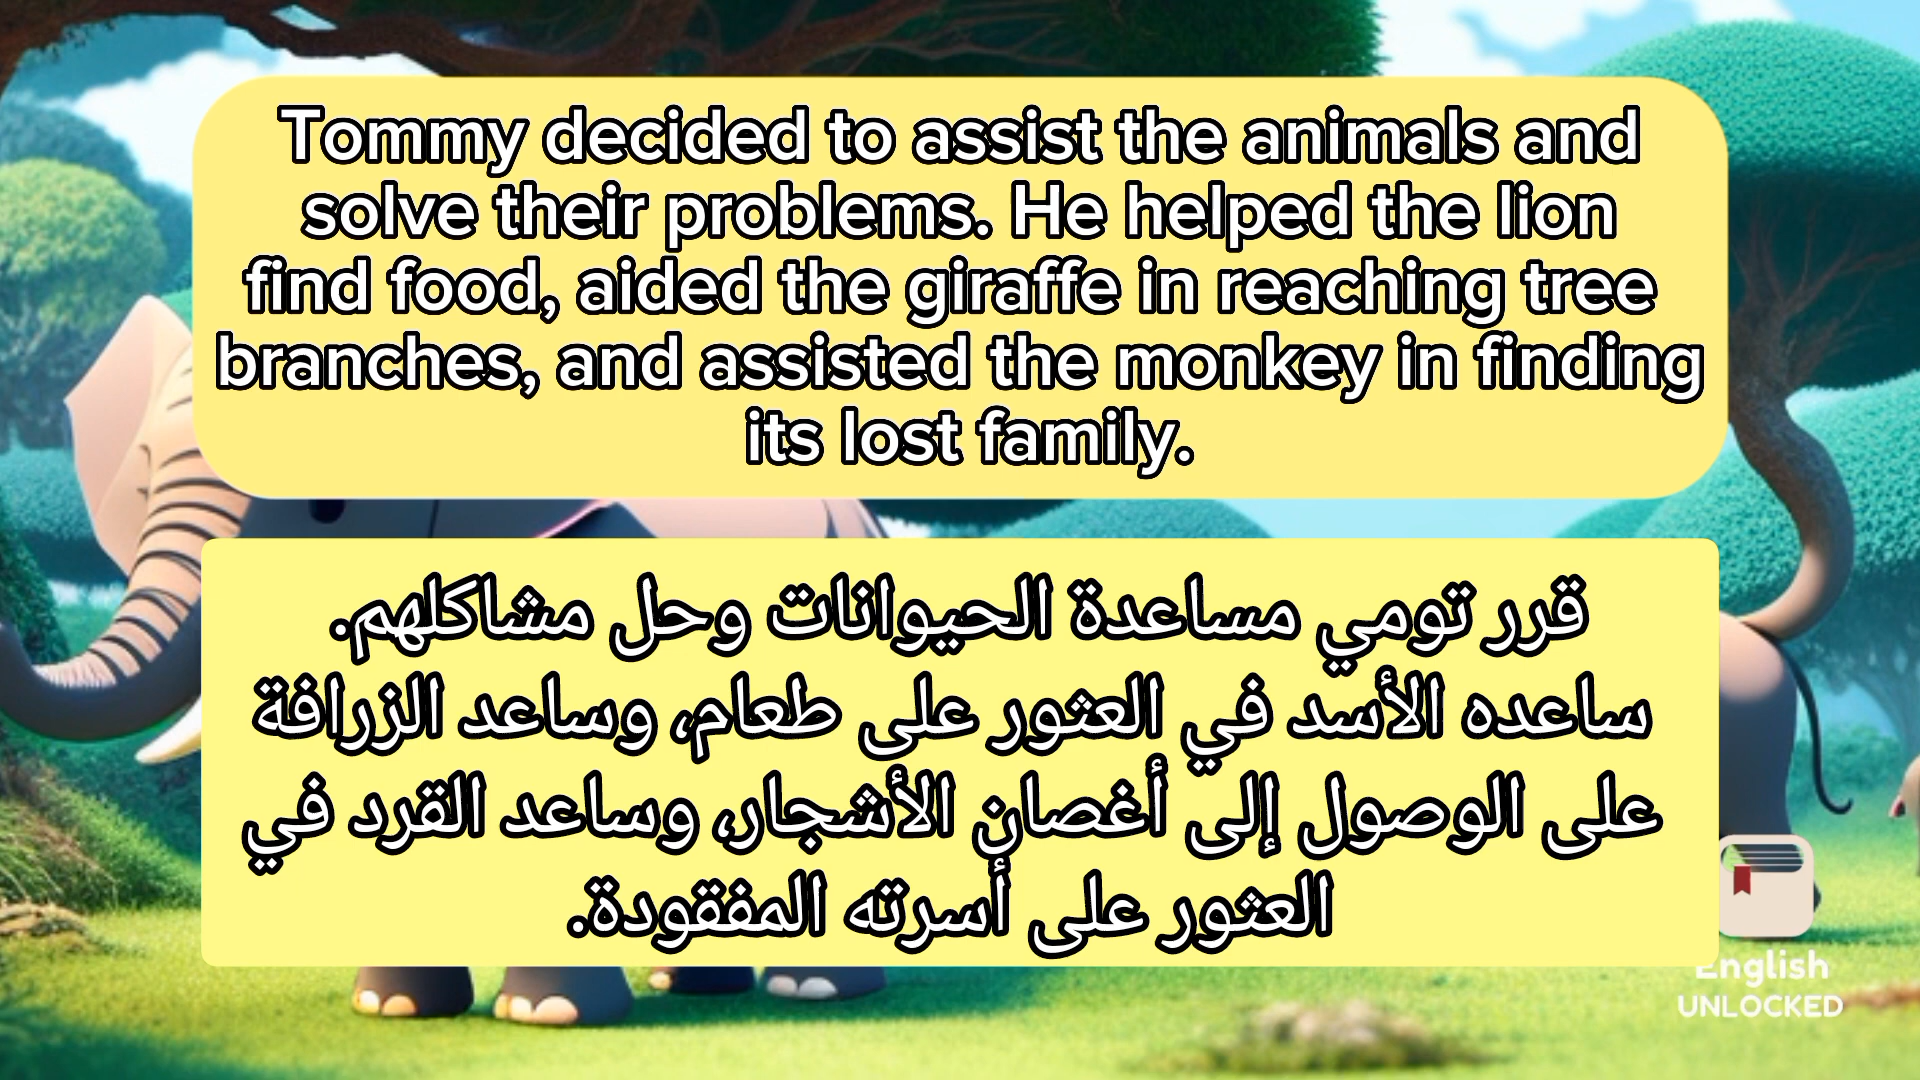 Tommy decided to assist the animals and
solve their problems. He helped the lion
find food, aided the giraffe in reaching tree
branches, and assisted the monkey in finding
its lost family.
قرر تومي مساعدة الحيوانات وحل مشاكلهم.
ساعده الأسد في العثور على طعام، وساعد الزرافة
على الوصول إلى أغصان الأشجار، وساعد القرد في
العثور على أسرته المفقودة.
English
UNLOCKED